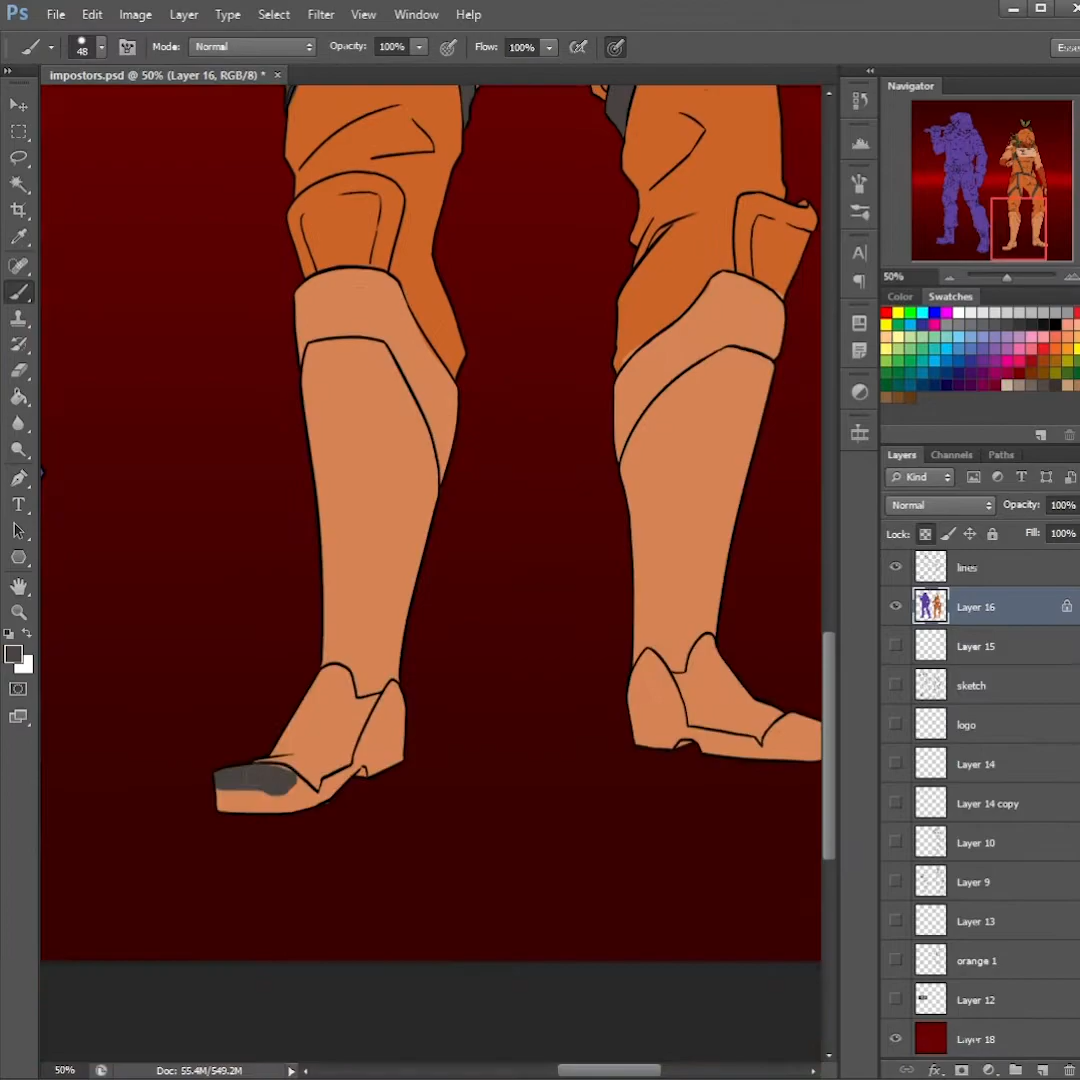 Ps File Edit Image Layer Type Select Filter View Window Help
48 Mode: Normal Opacity: 100% Flow: 100% Esse
impostors.psd @ 50% (Layer 16, RGB/8) * ×
Navigator
50%
Color Swatches
Layers Channels Paths
Kind
Normal Opacity: 100%
Lock: Fill: 100%
lines
Layer 16
Layer 15
sketch
logo
Layer 14
Layer 14 copy
Layer 10
Layer 9
Layer 13
orange 1
Layer 12
Layer 18
50% Doc: 55.4M/549.2M